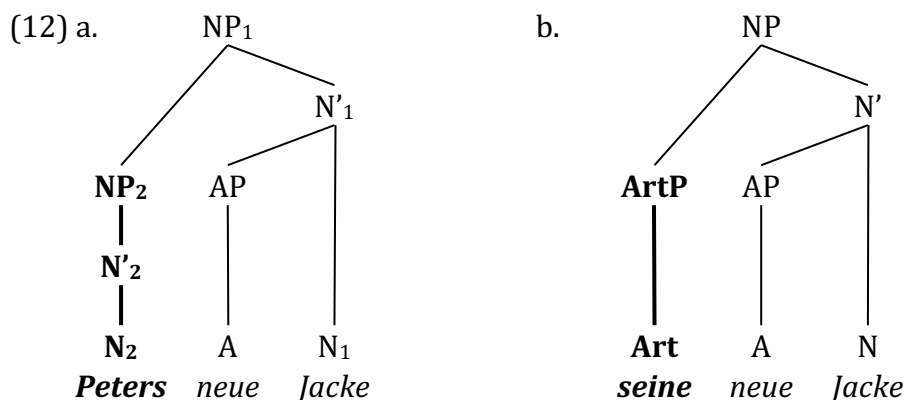 (12) a. NP₁ b. NP
N'₁ N'
NP₂ AP ArtP AP
N'₂
N₂ A N₁ Art A N
Peters neue Jacke seine neue Jacke